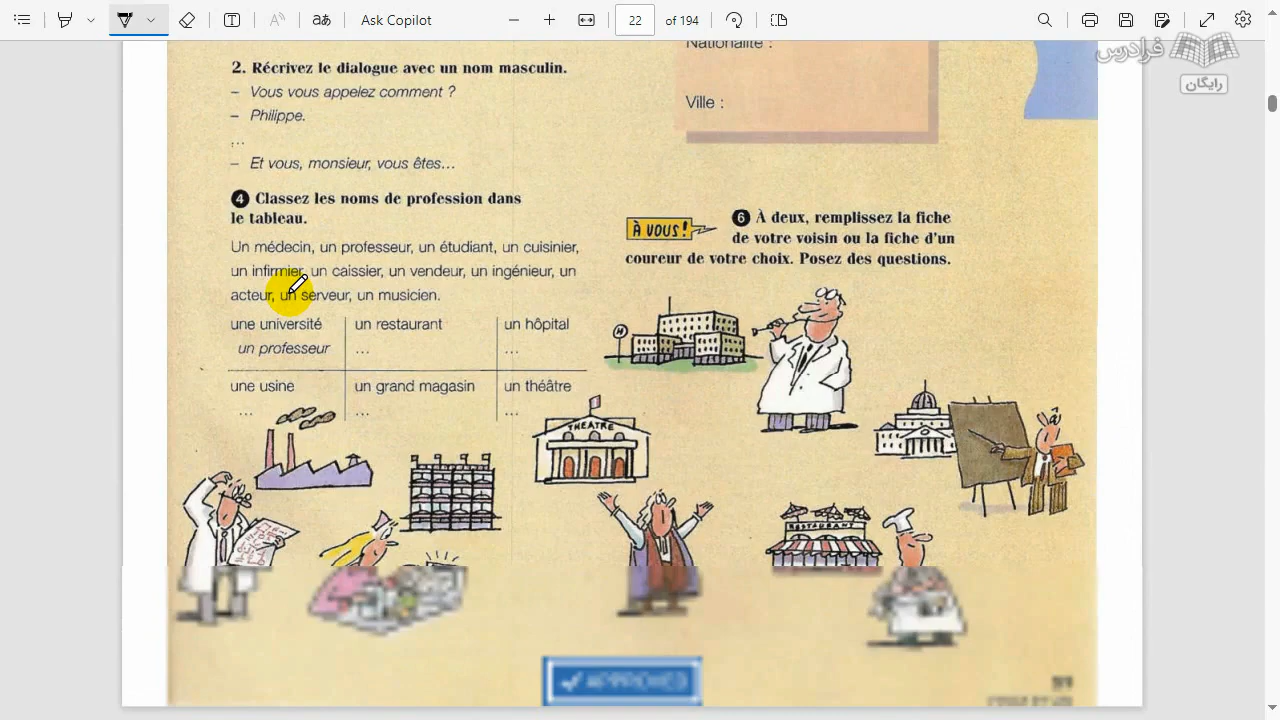 Ask Copilot
22 of 194
فرادرس
رایگان
Nationalité :
Ville :
2. Récrivez le dialogue avec un nom masculin.
– Vous vous appelez comment ?
– Philippe.
...
– Et vous, monsieur, vous êtes...
4 Classez les noms de profession dans
le tableau.
Un médecin, un professeur, un étudiant, un cuisinier,
un infirmier, un caissier, un vendeur, un ingénieur, un
acteur, un serveur, un musicien.
une université un restaurant un hôpital
un professeur ... ...
une usine un grand magasin un théâtre
... ... ...
À VOUS! 6 À deux, remplissez la fiche
de votre voisin ou la fiche d'un
coureur de votre choix. Posez des questions.
H
THEATRE
RESTAURANT
APPROVED